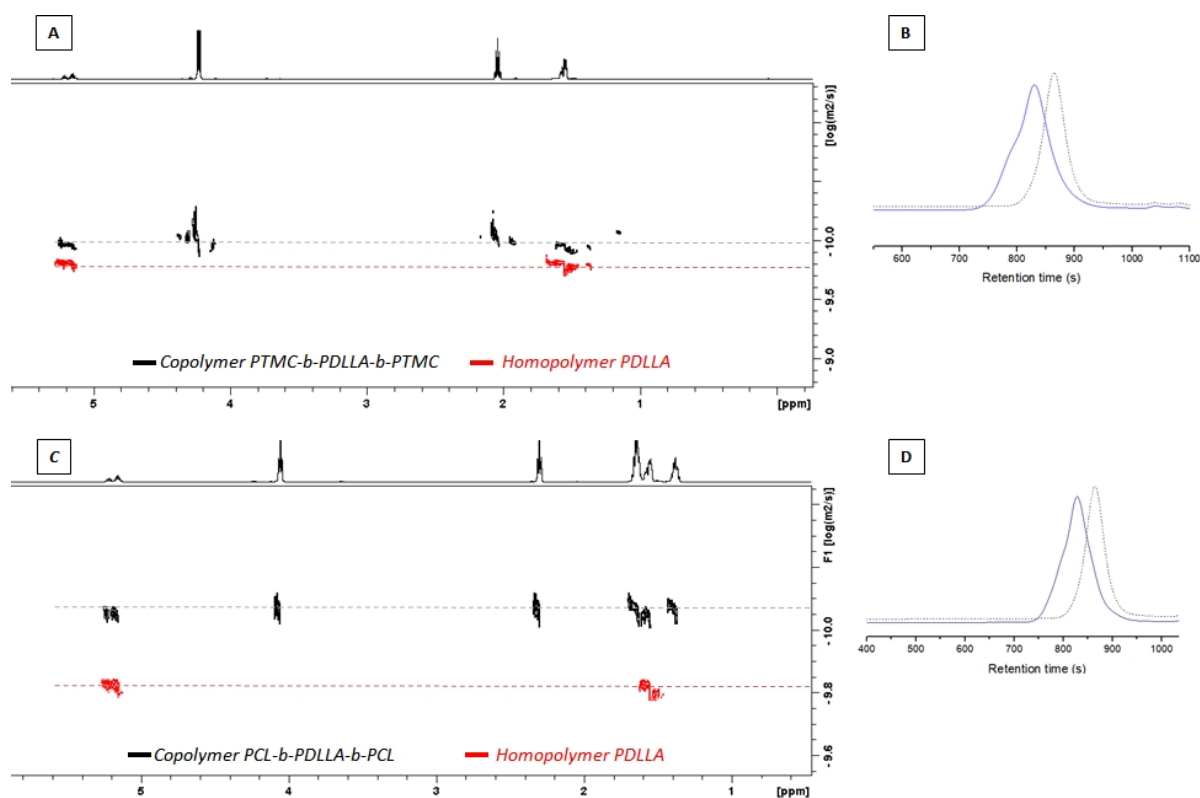 A
B
[log(m2/s)]
- 10.0
- 9.5
- 9.0
Copolymer PTMC-b-PDLLA-b-PTMC
Homopolymer PDLLA
5 4 3 2 1 [ppm]
600 700 800 900 1000 1100
Retention time (s)
C
D
F1 [log(m2/s)]
- 10.0
- 9.8
- 9.6
Copolymer PCL-b-PDLLA-b-PCL
Homopolymer PDLLA
5 4 3 2 1 [ppm]
400 500 600 700 800 900 1000
Retention time (s)